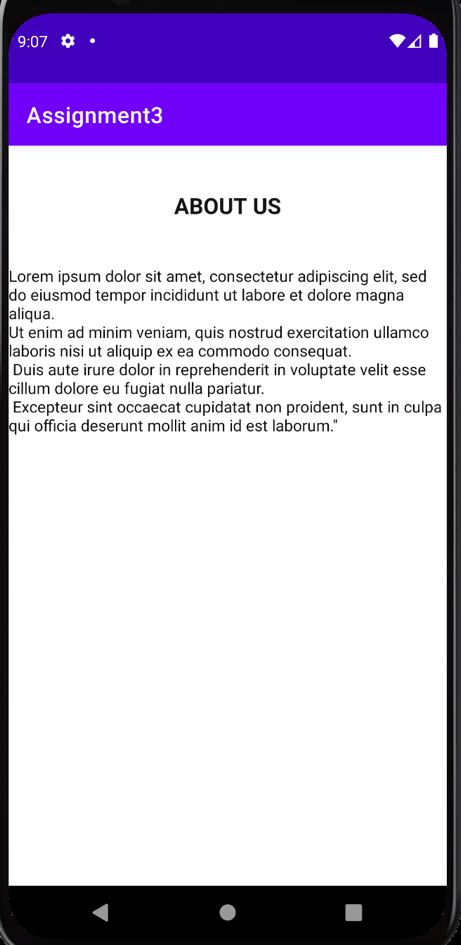 9:07
Assignment3
ABOUT US
Lorem ipsum dolor sit amet, consectetur adipiscing elit, sed
do eiusmod tempor incididunt ut labore et dolore magna
aliqua.
Ut enim ad minim veniam, quis nostrud exercitation ullamco
laboris nisi ut aliquip ex ea commodo consequat.
Duis aute irure dolor in reprehenderit in voluptate velit esse
cillum dolore eu fugiat nulla pariatur.
Excepteur sint occaecat cupidatat non proident, sunt in culpa
qui officia deserunt mollit anim id est laborum."